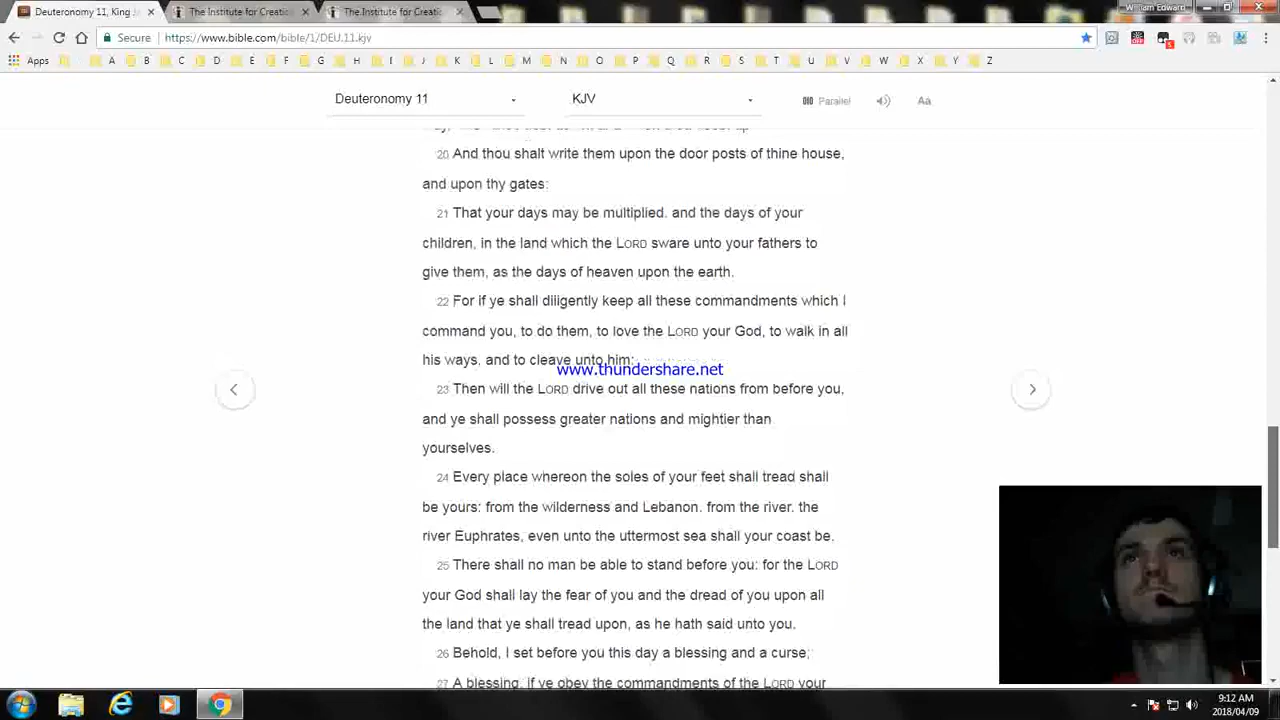 Deuteronomy 11, King J
The Institute for Creatio
The Institute for Creatio
William Edward
Secure
https://www.bible.com/bible/1/DEU.11.kjv
Apps A B C D E F G H I J K L M N O P Q R S T U V W X Y Z
Deuteronomy 11
KJV
Parallel
Aa
20 And thou shalt write them upon the door posts of thine house,
and upon thy gates:
21 That your days may be multiplied, and the days of your
children, in the land which the LORD sware unto your fathers to
give them, as the days of heaven upon the earth.
22 For if ye shall diligently keep all these commandments which I
command you, to do them, to love the LORD your God, to walk in all
his ways, and to cleave unto him;
www.thundershare.net
23 Then will the LORD drive out all these nations from before you,
and ye shall possess greater nations and mightier than
yourselves.
24 Every place whereon the soles of your feet shall tread shall
be yours: from the wilderness and Lebanon, from the river, the
river Euphrates, even unto the uttermost sea shall your coast be.
25 There shall no man be able to stand before you: for the LORD
your God shall lay the fear of you and the dread of you upon all
the land that ye shall tread upon, as he hath said unto you.
26 Behold, I set before you this day a blessing and a curse;
27 A blessing, if ye obey the commandments of the LORD your
9:12 AM
2018/04/09